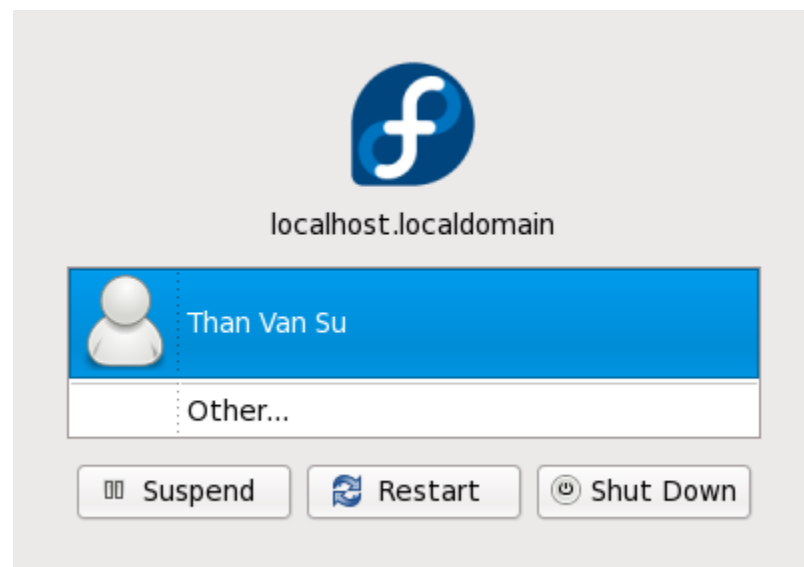 localhost.localdomain
Than Van Su
Other...
Suspend Restart Shut Down